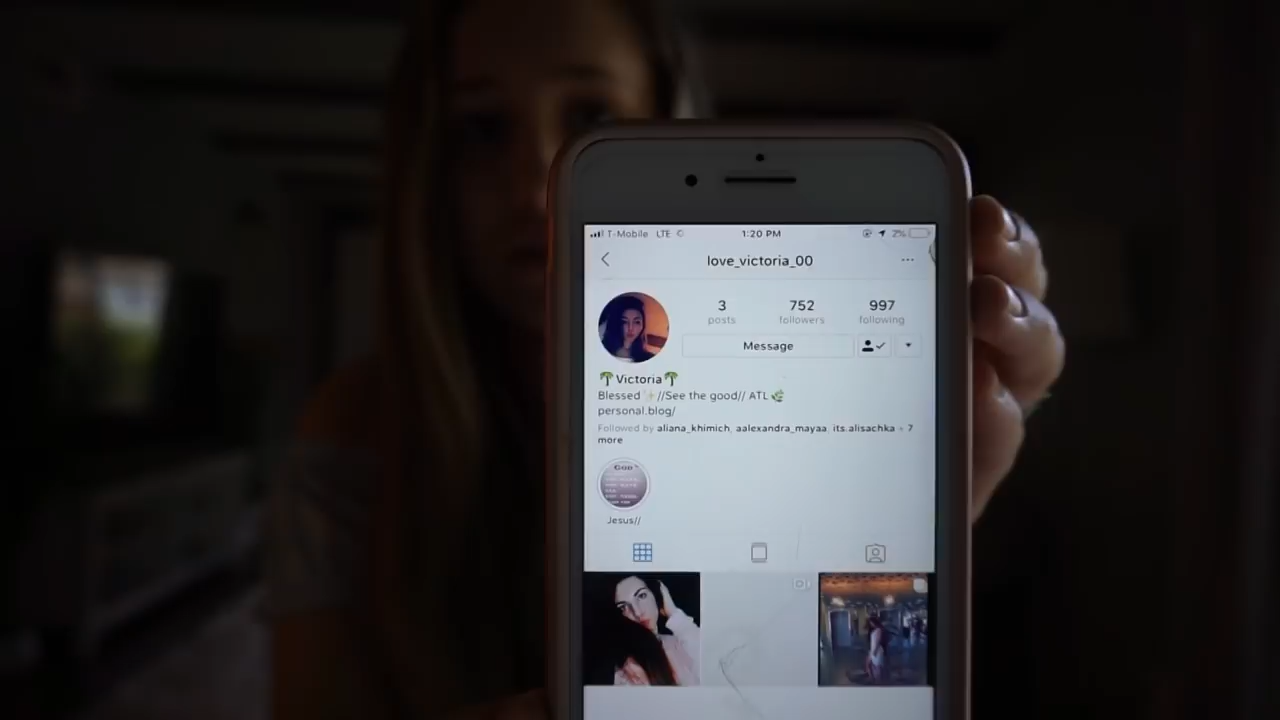 T-Mobile LTE 1:20 PM 2%
love_victoria_00
3 752 997
posts followers following
Message
🌴Victoria🌴
Blessed✨//See the good// ATL🌿
personal.blog/
Followed by aliana_khimich, aalexandra_mayaa, its.alisachka + 7
more
GOD
Jesus//